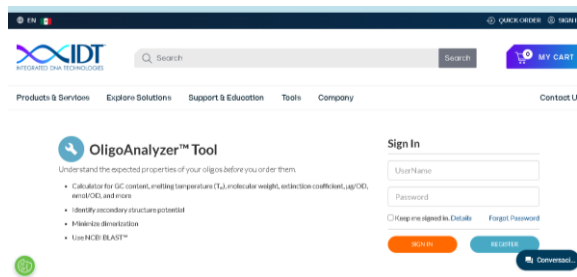 EN
QUICK ORDER
SIGN I
IDT
INTEGRATED DNA TECHNOLOGIES
Search
Search
0
MY CART
Products & Services
Explore Solutions
Support & Education
Tools
Company
Contact U
OligoAnalyzer™ Tool
Understand the expected properties of your oligos before you order them.
Calculator for GC content, melting temperature (Tₘ), molecular weight, extinction coefficient, µg/OD,
nmol/OD, and more
Identify secondary structure potential
Minimize dimerization
Use NCBI BLAST™
Sign In
UserName
Password
Keep me signed in. Details
Forgot Password
SIGN IN
REGISTER
Conversaci...